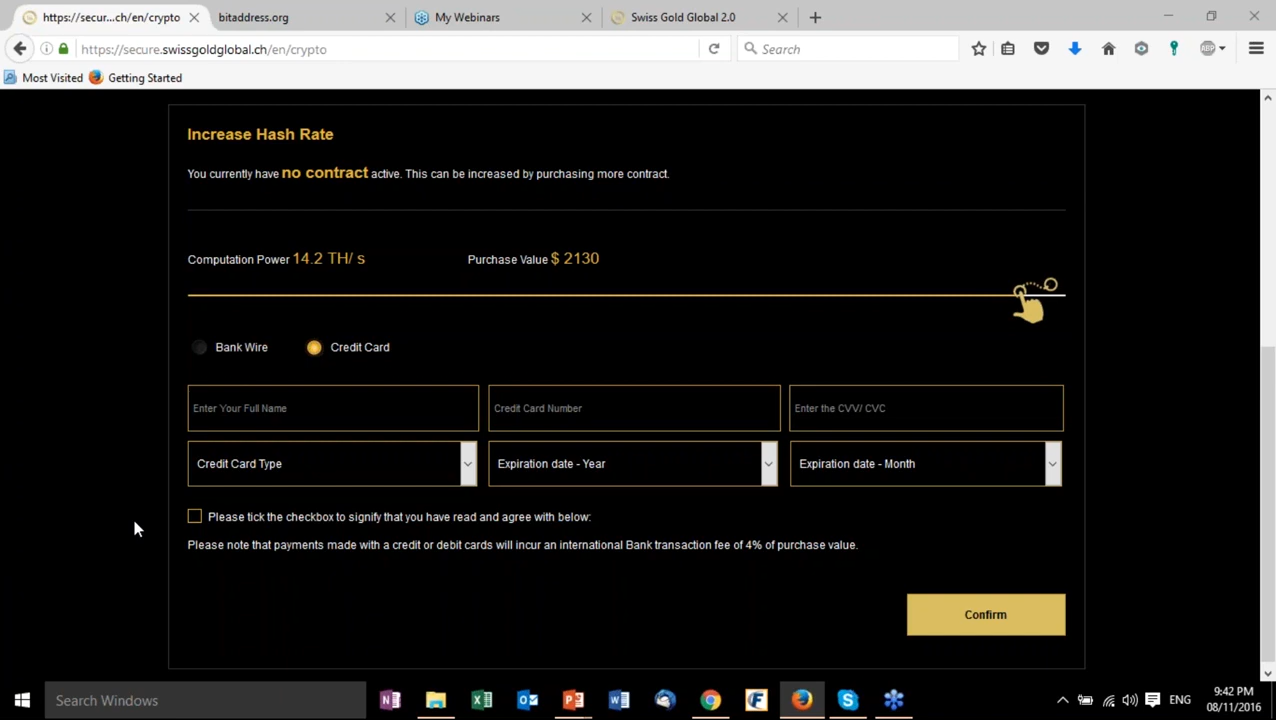 https://secur...ch/en/crypto
bitaddress.org
My Webinars
Swiss Gold Global 2.0
https://secure.swissgoldglobal.ch/en/crypto
Search
ABP
Most Visited
Getting Started
Increase Hash Rate
You currently have no contract active. This can be increased by purchasing more contract.
Computation Power 14.2 TH/ s
Purchase Value $ 2130
Bank Wire
Credit Card
Enter Your Full Name
Credit Card Number
Enter the CVV/ CVC
Credit Card Type
Expiration date - Year
Expiration date - Month
Please tick the checkbox to signify that you have read and agree with below:
Please note that payments made with a credit or debit cards will incur an international Bank transaction fee of 4% of purchase value.
Confirm
Search Windows
ENG
9:42 PM
08/11/2016